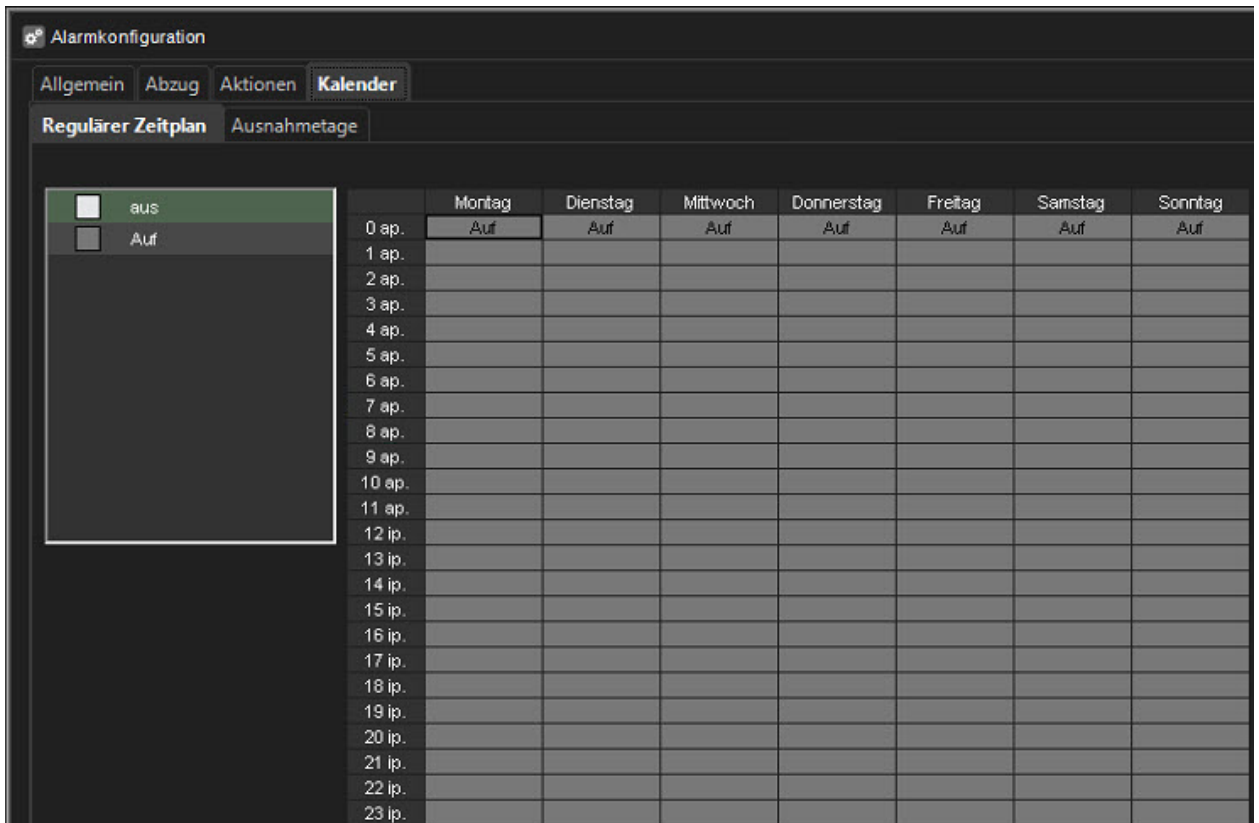 Alarmkonfiguration
Allgemein Abzug Aktionen Kalender
Regulärer Zeitplan Ausnahmetage
aus
Auf
Montag Dienstag Mittwoch Donnerstag Freitag Samstag Sonntag
0 ap. Auf Auf Auf Auf Auf Auf Auf
1 ap.
2 ap.
3 ap.
4 ap.
5 ap.
6 ap.
7 ap.
8 ap.
9 ap.
10 ap.
11 ap.
12 ip.
13 ip.
14 ip.
15 ip.
16 ip.
17 ip.
18 ip.
19 ip.
20 ip.
21 ip.
22 ip.
23 ip.